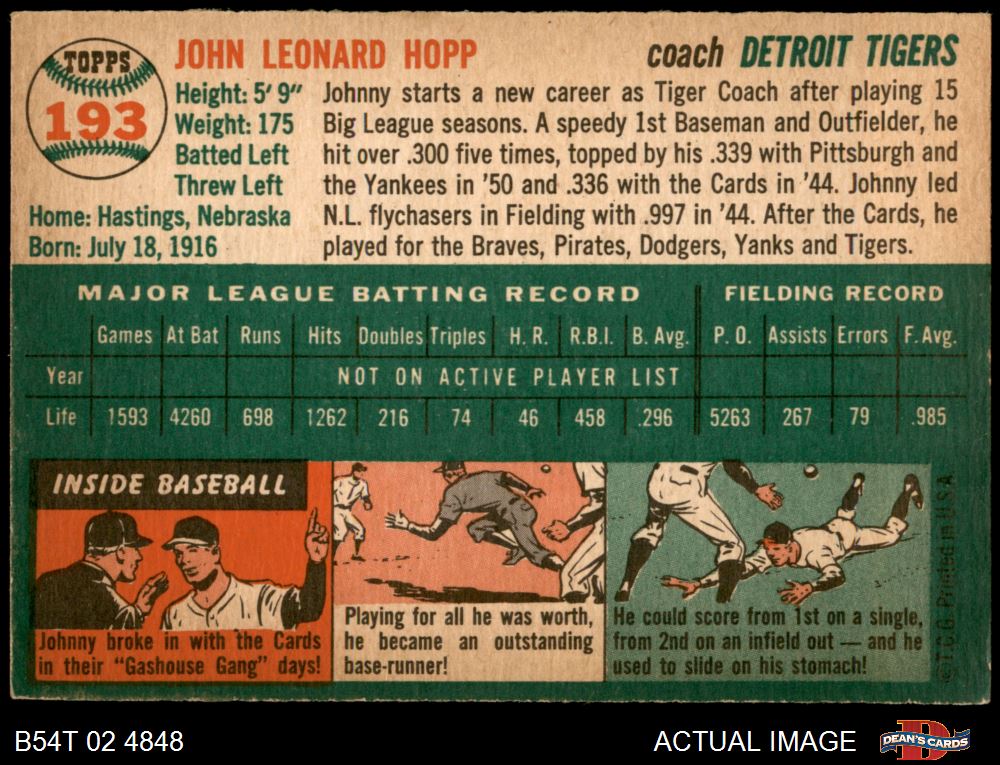 TOPPS
193
JOHN LEONARD HOPP
coach DETROIT TIGERS
Height: 5' 9"
Weight: 175
Batted Left
Threw Left
Home: Hastings, Nebraska
Born: July 18, 1916
Johnny starts a new career as Tiger Coach after playing 15
Big League seasons. A speedy 1st Baseman and Outfielder, he
hit over .300 five times, topped by his .339 with Pittsburgh and
the Yankees in '50 and .336 with the Cards in '44. Johnny led
N.L. flychasers in Fielding with .997 in '44. After the Cards, he
played for the Braves, Pirates, Dodgers, Yanks and Tigers.
MAJOR LEAGUE BATTING RECORD FIELDING RECORD
Games At Bat Runs Hits Doubles Triples H. R. R.B.I. B. Avg. P. O. Assists Errors F. Avg.
Year NOT ON ACTIVE PLAYER LIST
Life 1593 4260 698 1262 216 74 46 458 .296 5263 267 79 .985
INSIDE BASEBALL
Johnny broke in with the Cards
in their "Gashouse Gang" days!
Playing for all he was worth,
he became an outstanding
base-runner!
He could score from 1st on a single,
from 2nd on an infield out — and he
used to slide on his stomach!
©T.C.G. Printed in U.S.A.
B54T 02 4848
ACTUAL IMAGE
DEAN'S CARDS